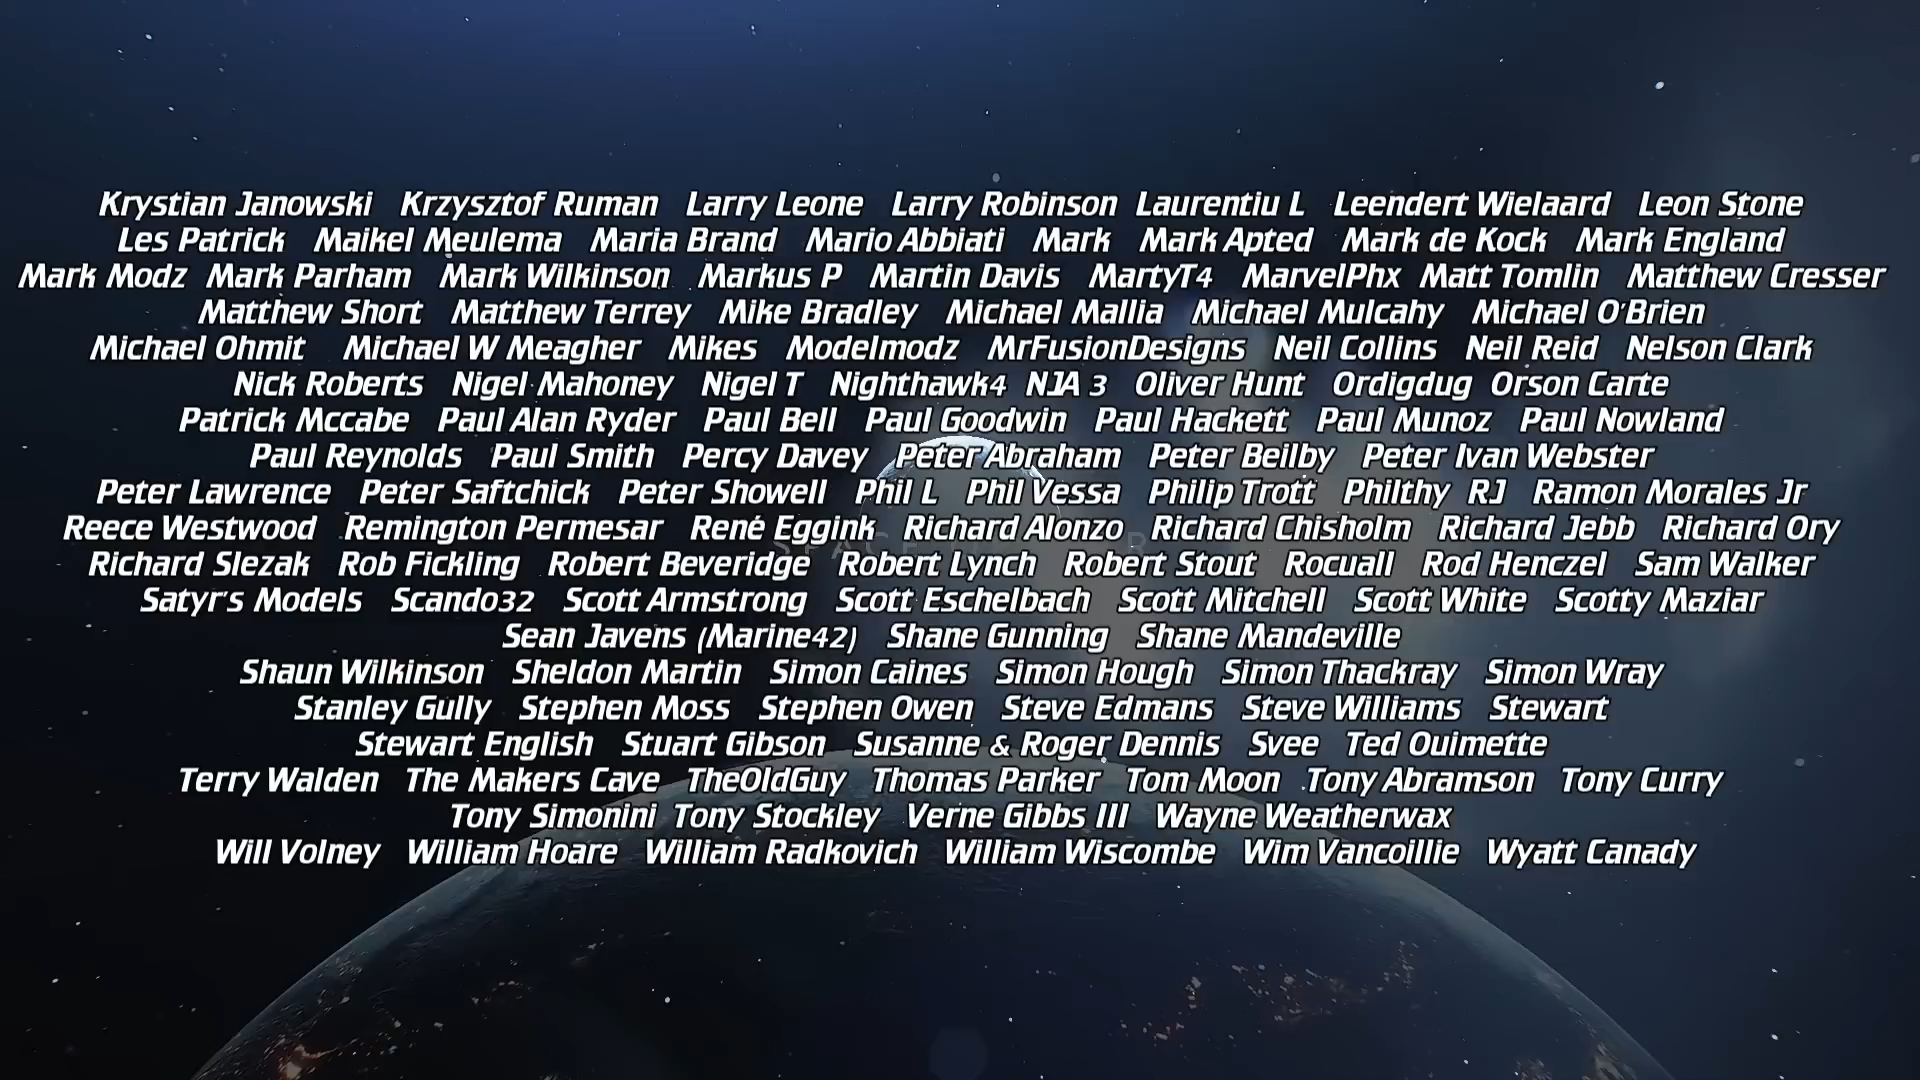 Krystian Janowski Krzysztof Ruman Larry Leone Larry Robinson Laurentiu L Leendert Wielaard Leon Stone
Les Patrick Maikel Meulema Maria Brand Mario Abbiati Mark Mark Apted Mark de Kock Mark England
Mark Modz Mark Parham Mark Wilkinson Markus P Martin Davis MartyT4 MarvelPhx Matt Tomlin Matthew Cresser
Matthew Short Matthew Terrey Mike Bradley Michael Mallia Michael Mulcahy Michael O'Brien
Michael Ohmit Michael W Meagher Mikes Modelmodz MrFusionDesigns Neil Collins Neil Reid Nelson Clark
Nick Roberts Nigel Mahoney Nigel T Nighthawk4 NJA 3 Oliver Hunt Ordigdug Orson Carte
Patrick Mccabe Paul Alan Ryder Paul Bell Paul Goodwin Paul Hackett Paul Munoz Paul Nowland
Paul Reynolds Paul Smith Percy Davey Peter Abraham Peter Beilby Peter Ivan Webster
Peter Lawrence Peter Saftchick Peter Showell Phil L Phil Vessa Philip Trott Philthy RJ Ramon Morales Jr
Reece Westwood Remington Permesar René Eggink Richard Alonzo Richard Chisholm Richard Jebb Richard Ory
Richard Slezak Rob Fickling Robert Beveridge Robert Lynch Robert Stout Rocuall Rod Henczel Sam Walker
Satyr's Models Scando32 Scott Armstrong Scott Eschelbach Scott Mitchell Scott White Scotty Maziar
Sean Javens (Marine42) Shane Gunning Shane Mandeville
Shaun Wilkinson Sheldon Martin Simon Caines Simon Hough Simon Thackray Simon Wray
Stanley Gully Stephen Moss Stephen Owen Steve Edmans Steve Williams Stewart
Stewart English Stuart Gibson Susanne & Roger Dennis Svee Ted Ouimette
Terry Walden The Makers Cave TheOldGuy Thomas Parker Tom Moon Tony Abramson Tony Curry
Tony Simonini Tony Stockley Verne Gibbs III Wayne Weatherwax
Will Volney William Hoare William Radkovich William Wiscombe Wim Vancoillie Wyatt Canady